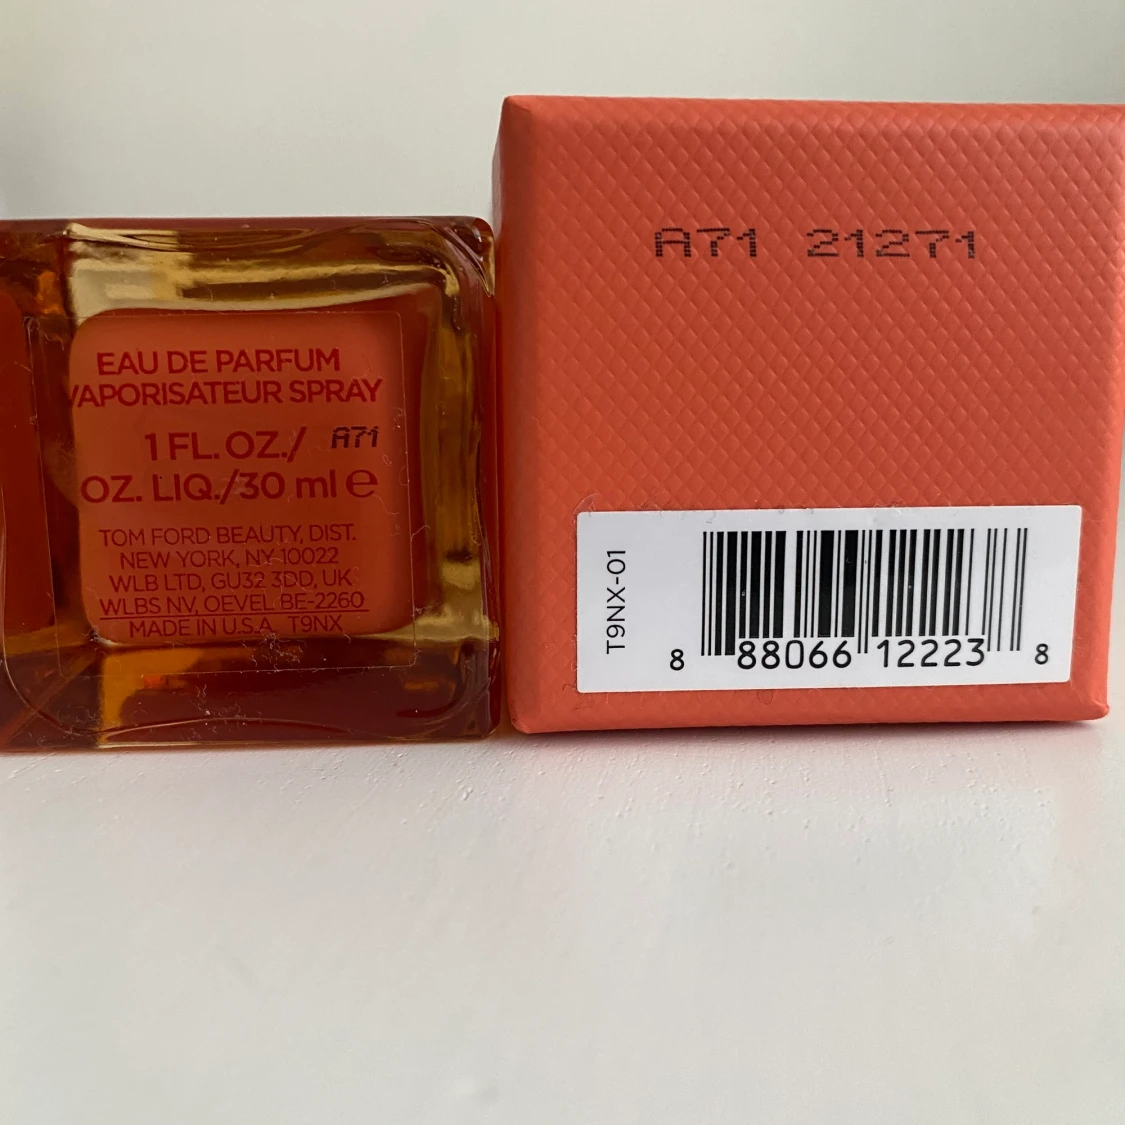 EAU DE PARFUM
VAPORISATEUR SPRAY
1 FL. OZ./ A71
OZ. LIQ./30 ml ℮
TOM FORD BEAUTY, DIST.
NEW YORK, NY 10022
WLB LTD, GU32 3DD, UK
WLBS NV, OEVEL BE-2260
MADE IN U.S.A T9NX
A71 21271
T9NX-01
8 88066 12223 8